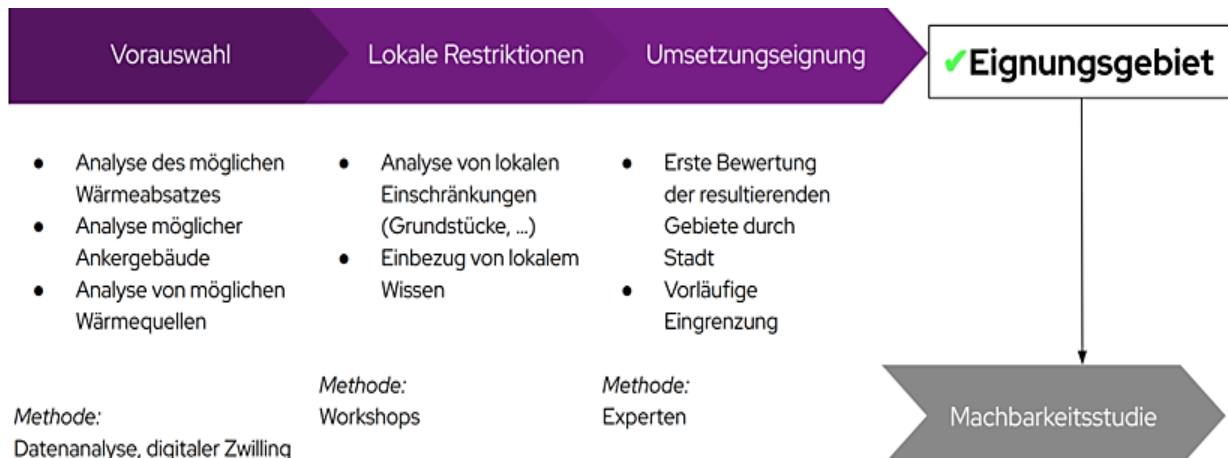 Vorauswahl
Lokale Restriktionen
Umsetzungseignung
✔Eignungsgebiet
● Analyse des möglichen
Wärmeabsatzes
● Analyse möglicher
Ankergebäude
● Analyse von möglichen
Wärmequellen
Methode:
Datenanalyse, digitaler Zwilling
● Analyse von lokalen
Einschränkungen
(Grundstücke, ...)
● Einbezug von lokalem
Wissen
Methode:
Workshops
● Erste Bewertung
der resultierenden
Gebiete durch
Stadt
● Vorläufige
Eingrenzung
Methode:
Experten
Machbarkeitsstudie